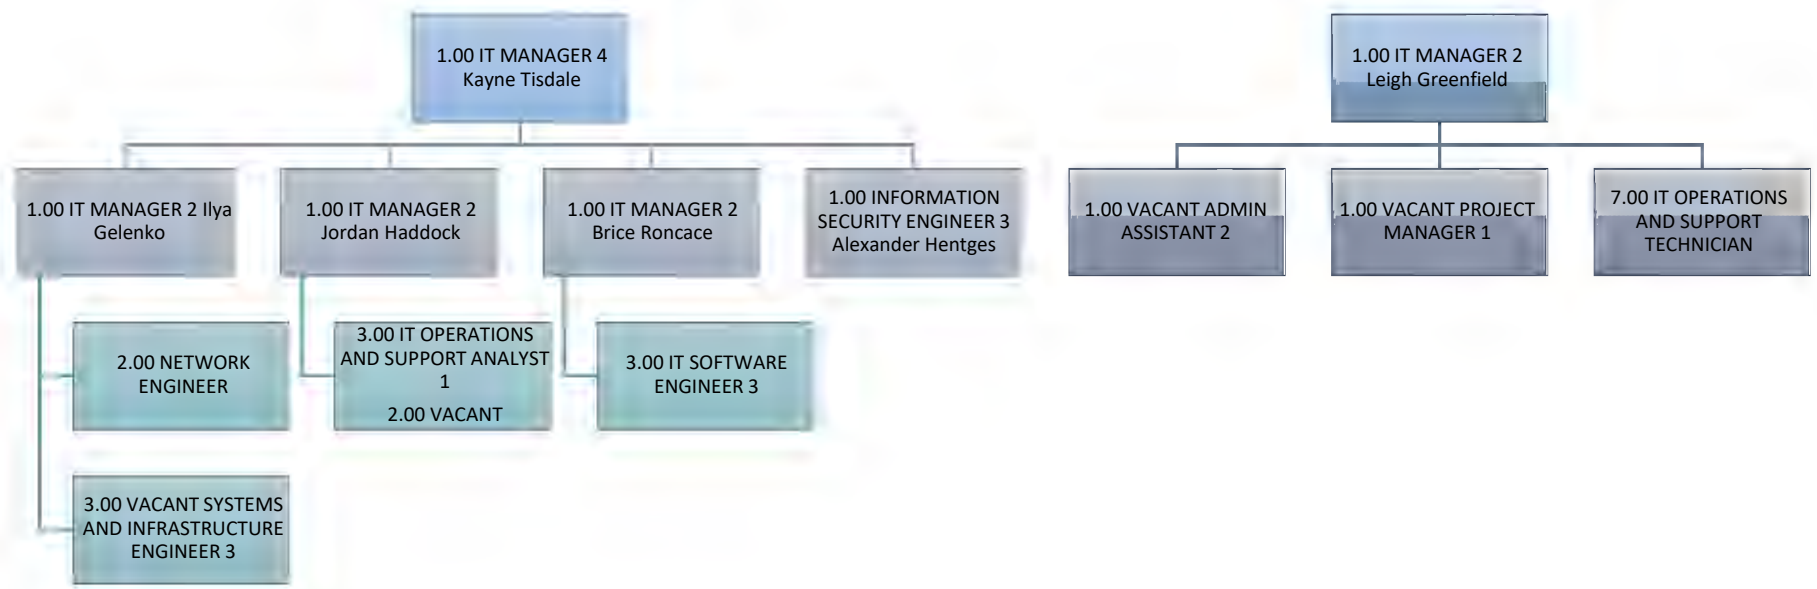 1.00 IT MANAGER 4
Kayne Tisdale
1.00 IT MANAGER 2
Leigh Greenfield
1.00 IT MANAGER 2 Ilya
Gelenko
1.00 IT MANAGER 2
Jordan Haddock
1.00 IT MANAGER 2
Brice Roncace
1.00 INFORMATION
SECURITY ENGINEER 3
Alexander Hentges
1.00 VACANT ADMIN
ASSISTANT 2
1.00 VACANT PROJECT
MANAGER 1
7.00 IT OPERATIONS
AND SUPPORT
TECHNICIAN
2.00 NETWORK
ENGINEER
3.00 IT OPERATIONS
AND SUPPORT ANALYST
1
2.00 VACANT
3.00 IT SOFTWARE
ENGINEER 3
3.00 VACANT SYSTEMS
AND INFRASTRUCTURE
ENGINEER 3